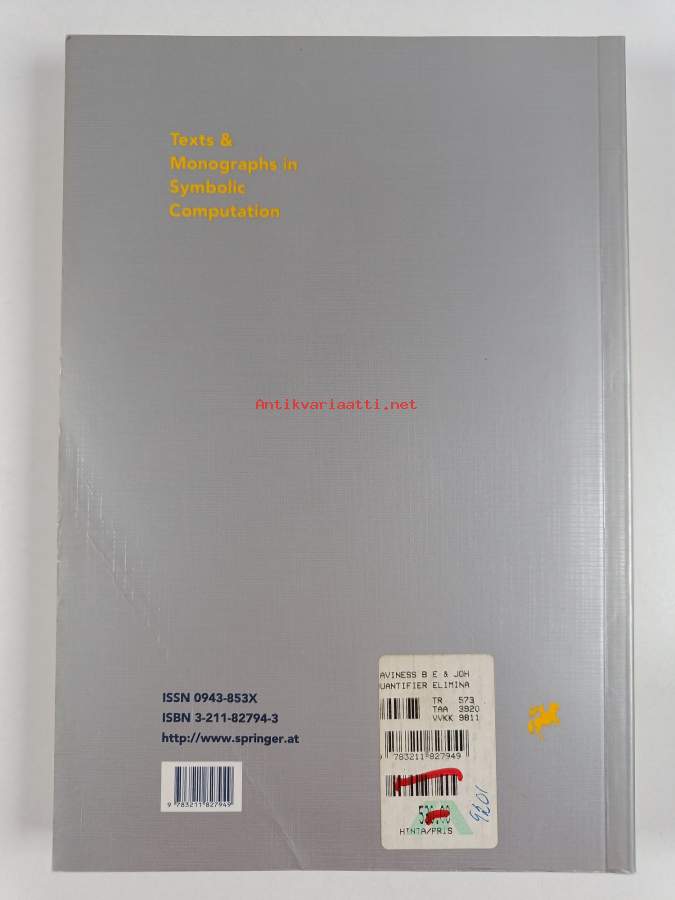 Texts &
Monographs in
Symbolic
Computation
Antikvariaatti.net
ISSN 0943-853X
ISBN 3-211-82794-3
http://www.springer.at
9 783211 827949
AVINESS B E & JOH
UANTIFIER ELIMINA
TR 573
TAA 3920
VVKK 9811
783211 827949
HINTA/PRIS
9801